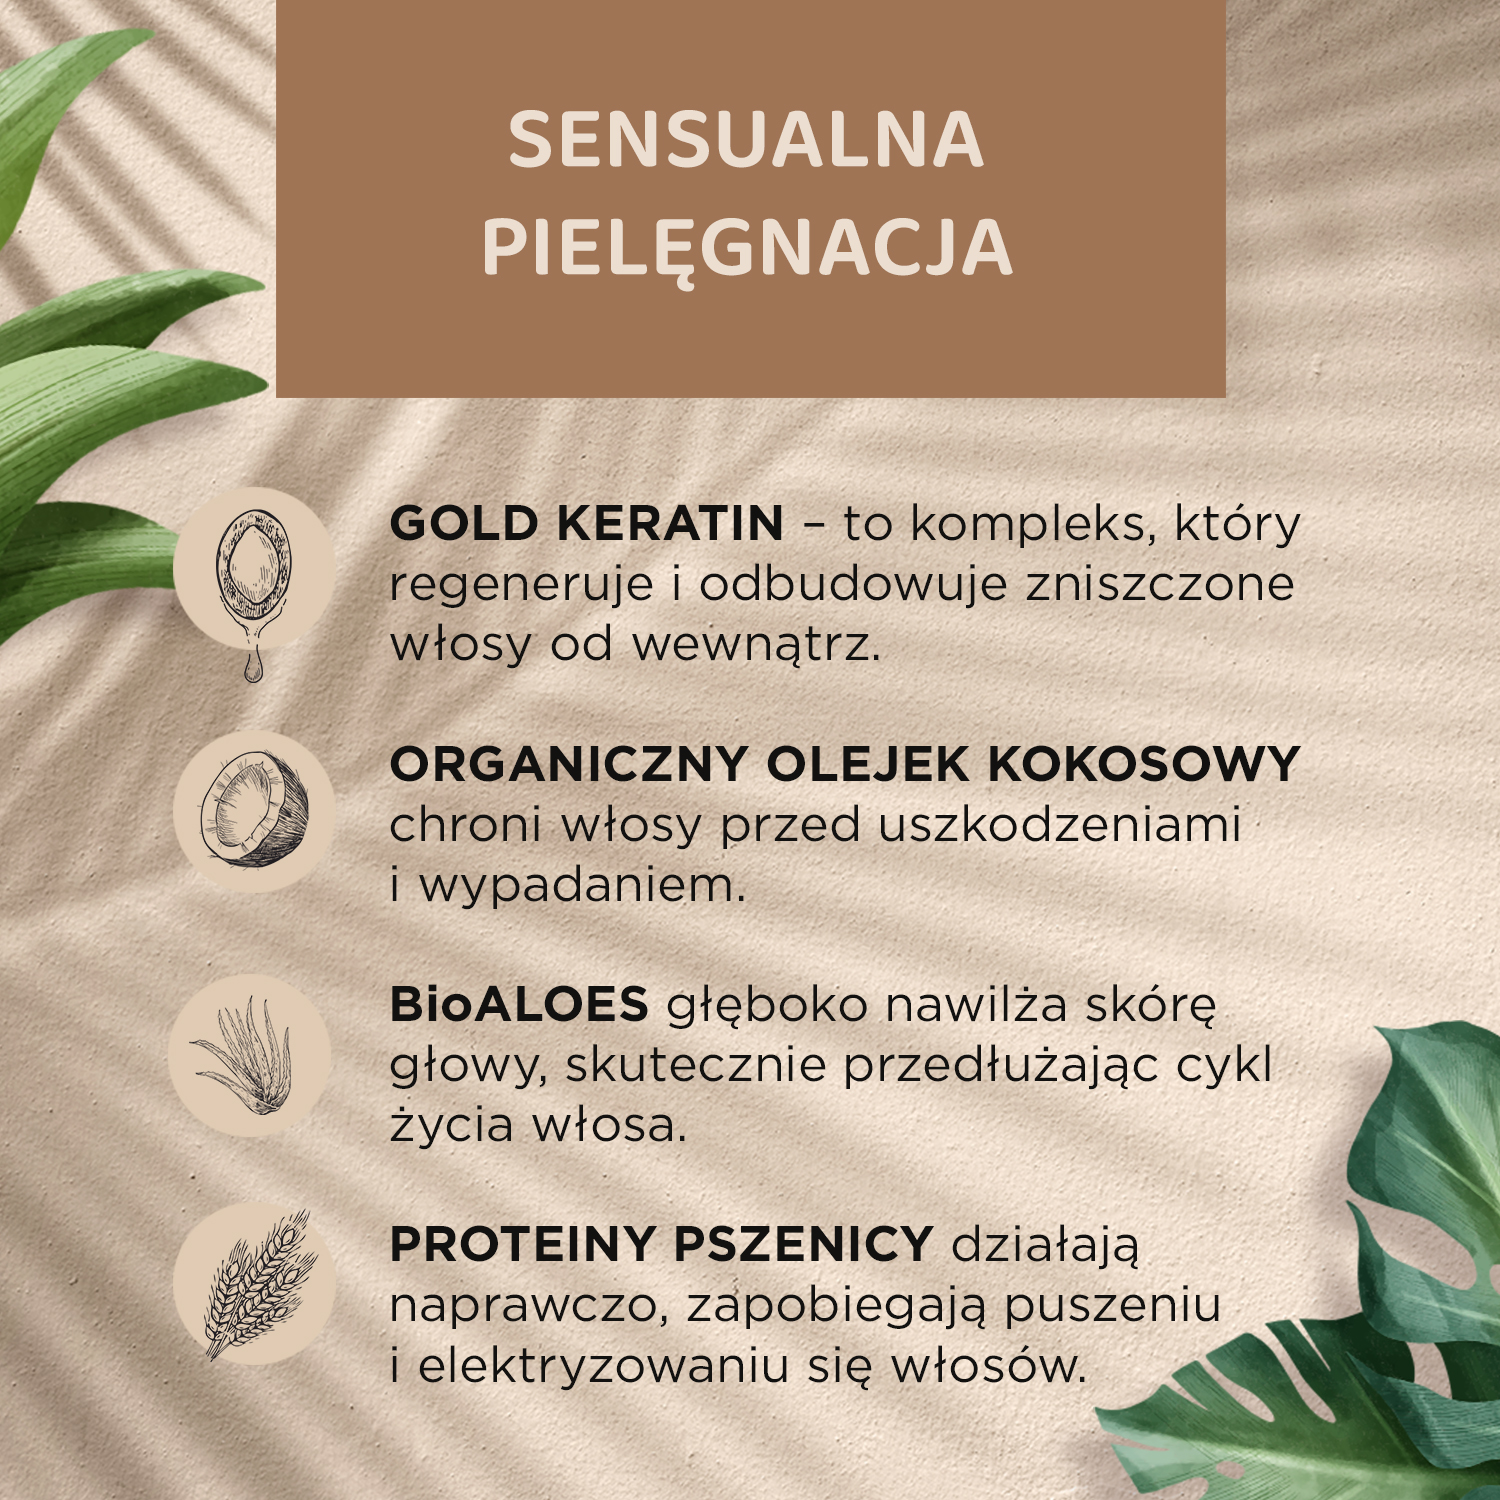 SENSUALNA
PIELĘGNACJA
GOLD KERATIN – to kompleks, który
regeneruje i odbudowuje zniszczone
włosy od wewnątrz.
ORGANICZNY OLEJEK KOKOSOWY
chroni włosy przed uszkodzeniami
i wypadaniem.
BioALOES głęboko nawilża skórę
głowy, skutecznie przedłużając cykl
życia włosa.
PROTEINY PSZENICY działają
naprawczo, zapobiegają puszeniu
i elektryzowaniu się włosów.